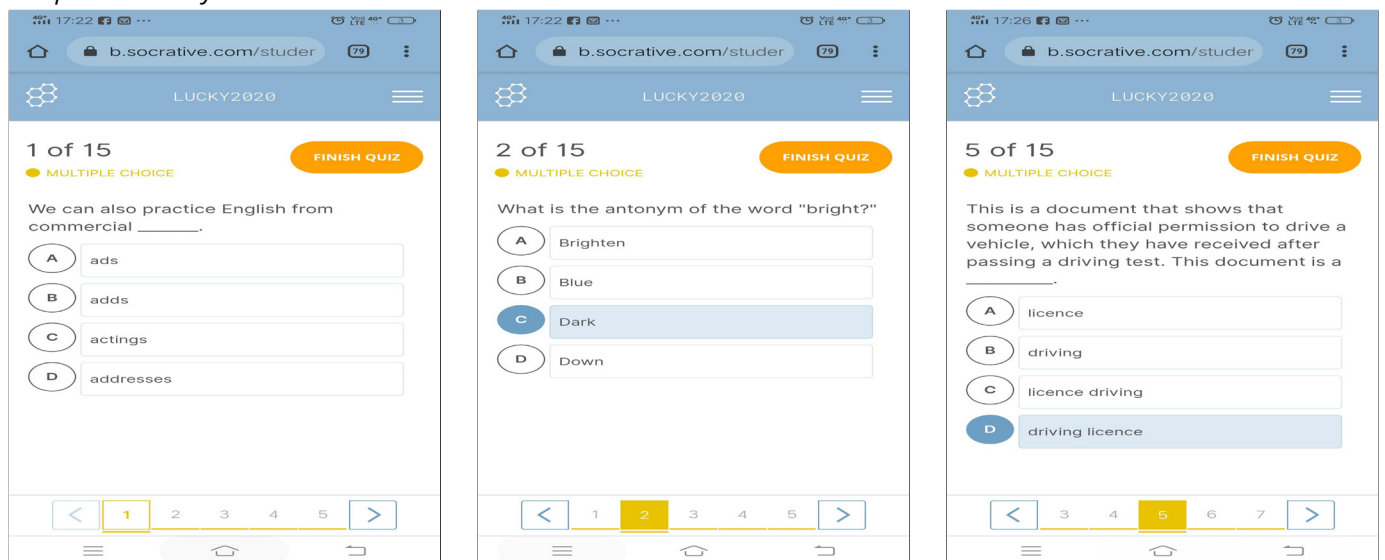 17:22
b.socrative.com/studer 79
LUCKY2020
1 of 15
FINISH QUIZ
MULTIPLE CHOICE
We can also practice English from
commercial ______.
A ads
B adds
C actings
D addresses
< 1 2 3 4 5 >
17:22
b.socrative.com/studer 79
LUCKY2020
2 of 15
FINISH QUIZ
MULTIPLE CHOICE
What is the antonym of the word "bright?"
A Brighten
B Blue
C Dark
D Down
< 1 2 3 4 5 >
17:26
b.socrative.com/studer 79
LUCKY2020
5 of 15
FINISH QUIZ
MULTIPLE CHOICE
This is a document that shows that
someone has official permission to drive a
vehicle, which they have received after
passing a driving test. This document is a
_________.
A licence
B driving
C licence driving
D driving licence
< 3 4 5 6 7 >